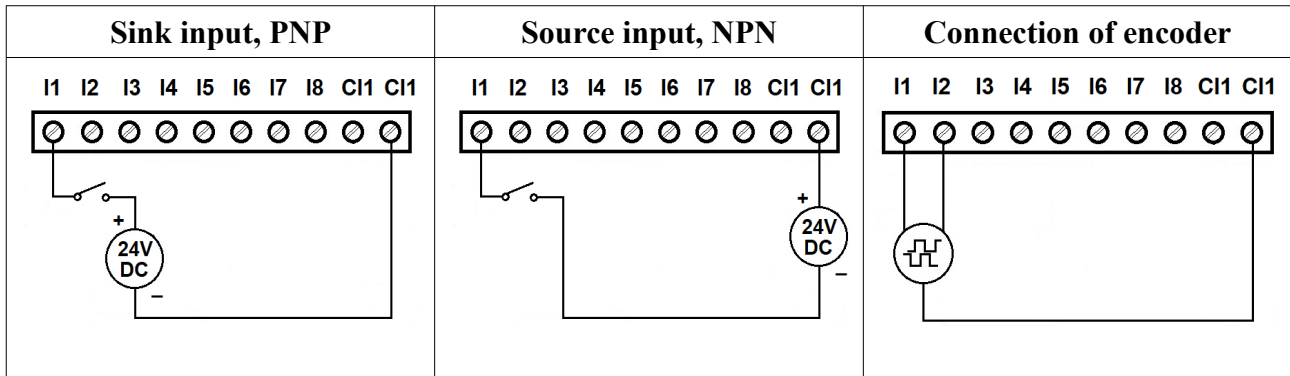 Sink input, PNP
Source input, NPN
Connection of encoder
I1 I2 I3 I4 I5 I6 I7 I8 CI1 CI1
I1 I2 I3 I4 I5 I6 I7 I8 CI1 CI1
I1 I2 I3 I4 I5 I6 I7 I8 CI1 CI1
+
24V
DC
–
+
24V
DC
–